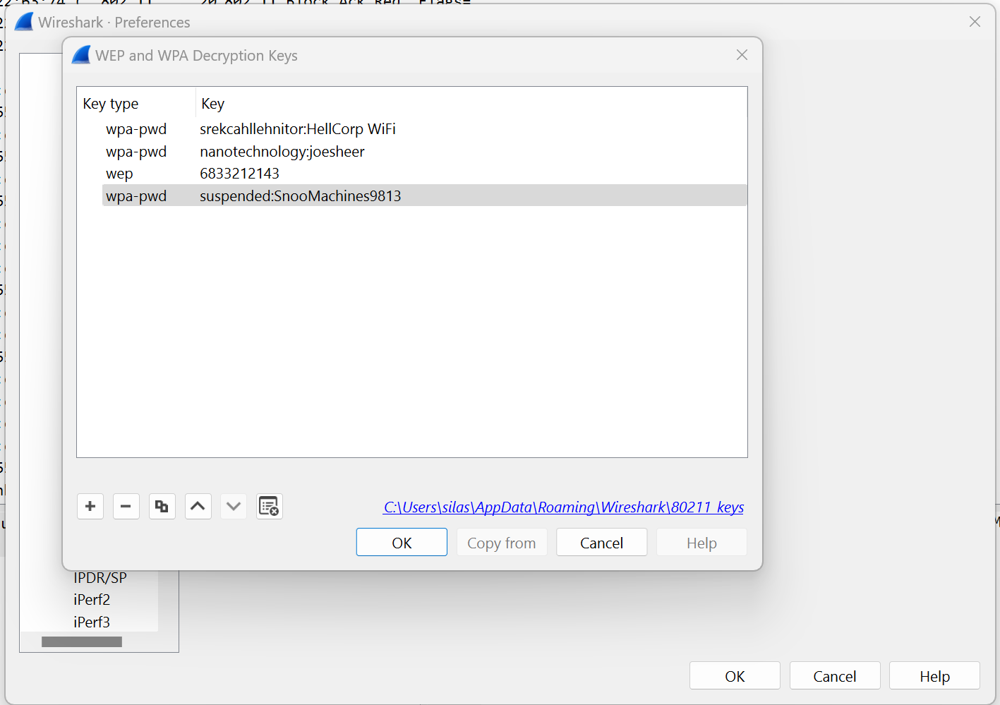 Wireshark · Preferences
WEP and WPA Decryption Keys
Key type Key
wpa-pwd srekcahllehnitor:HellCorp WiFi
wpa-pwd nanotechnology:joesheer
wep 6833212143
wpa-pwd suspended:SnooMachines9813
C:\Users\silas\AppData\Roaming\Wireshark\80211_keys
OK Copy from Cancel Help
IPDR/SP
iPerf2
iPerf3
OK Cancel Help